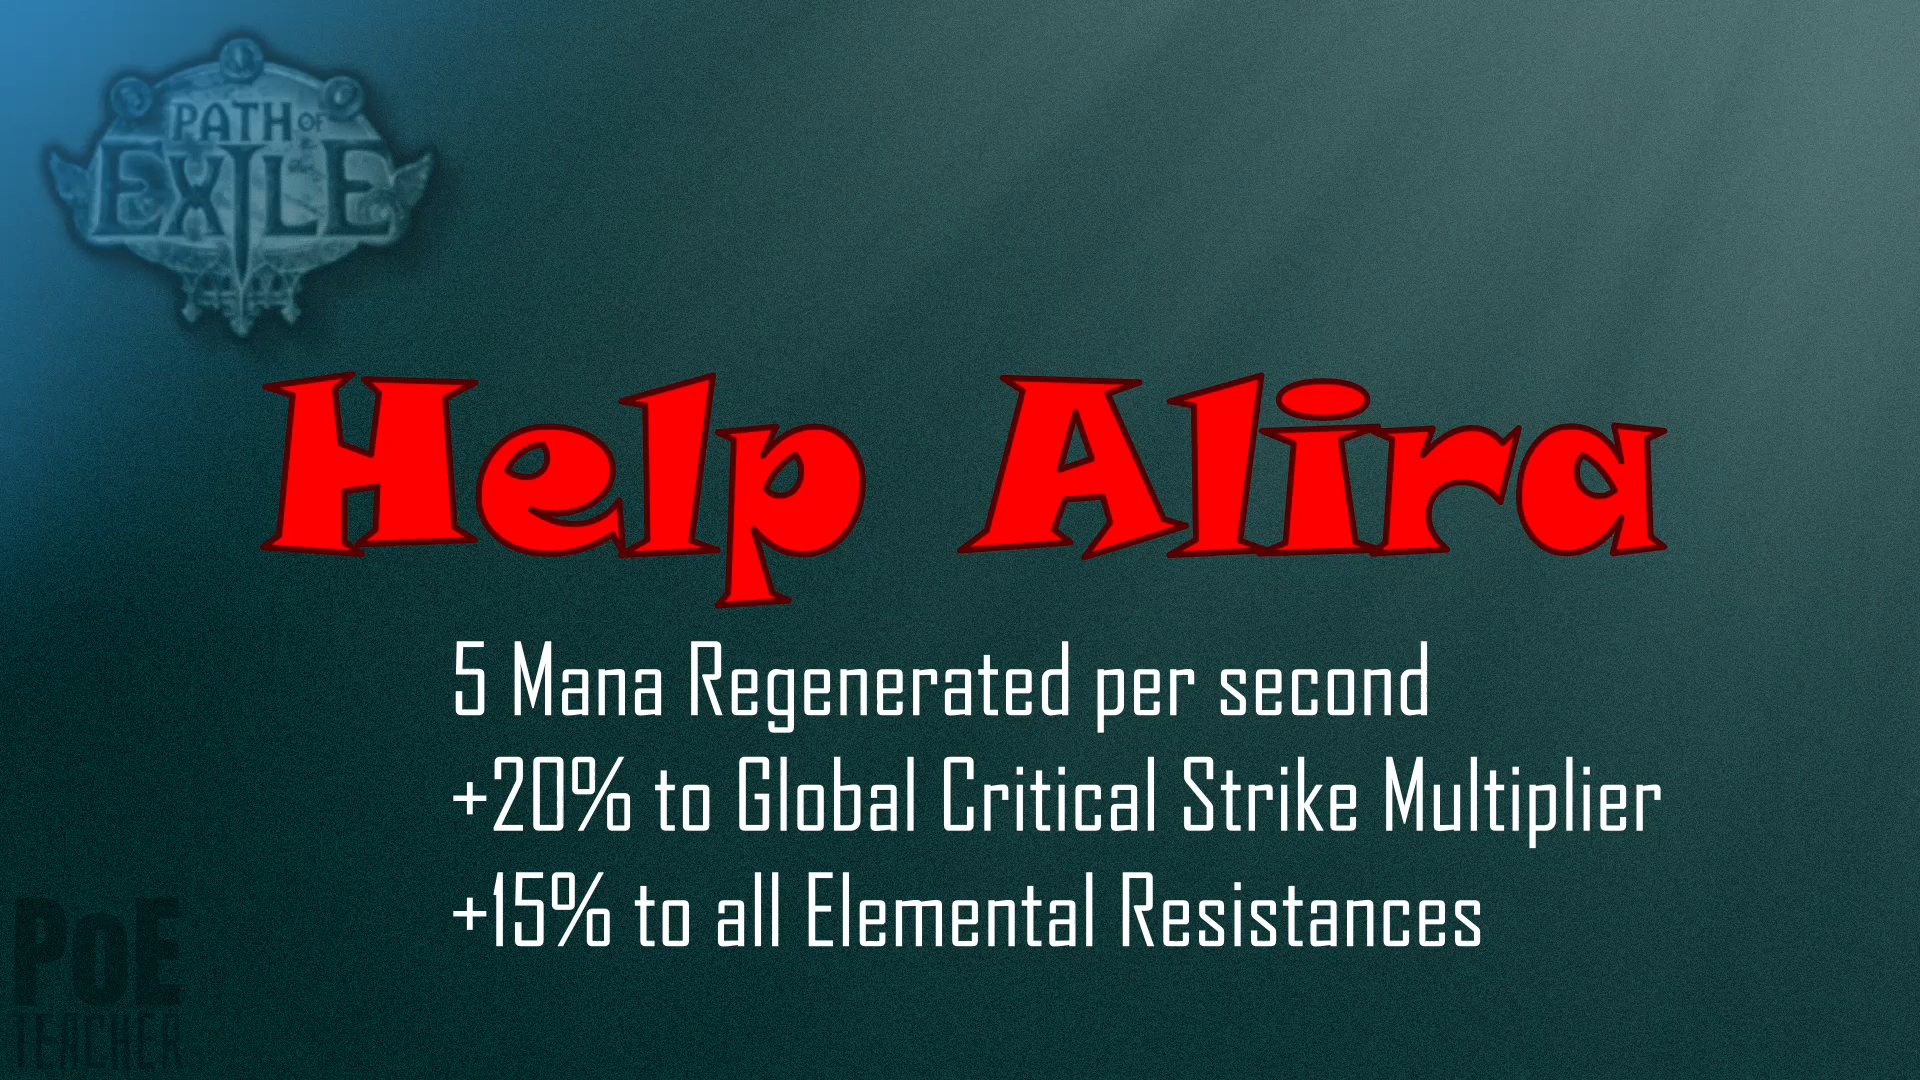 PATH OF
EXILE
Help Alira
5 Mana Regenerated per second
+20% to Global Critical Strike Multiplier
+15% to all Elemental Resistances
PoE
TEACHER